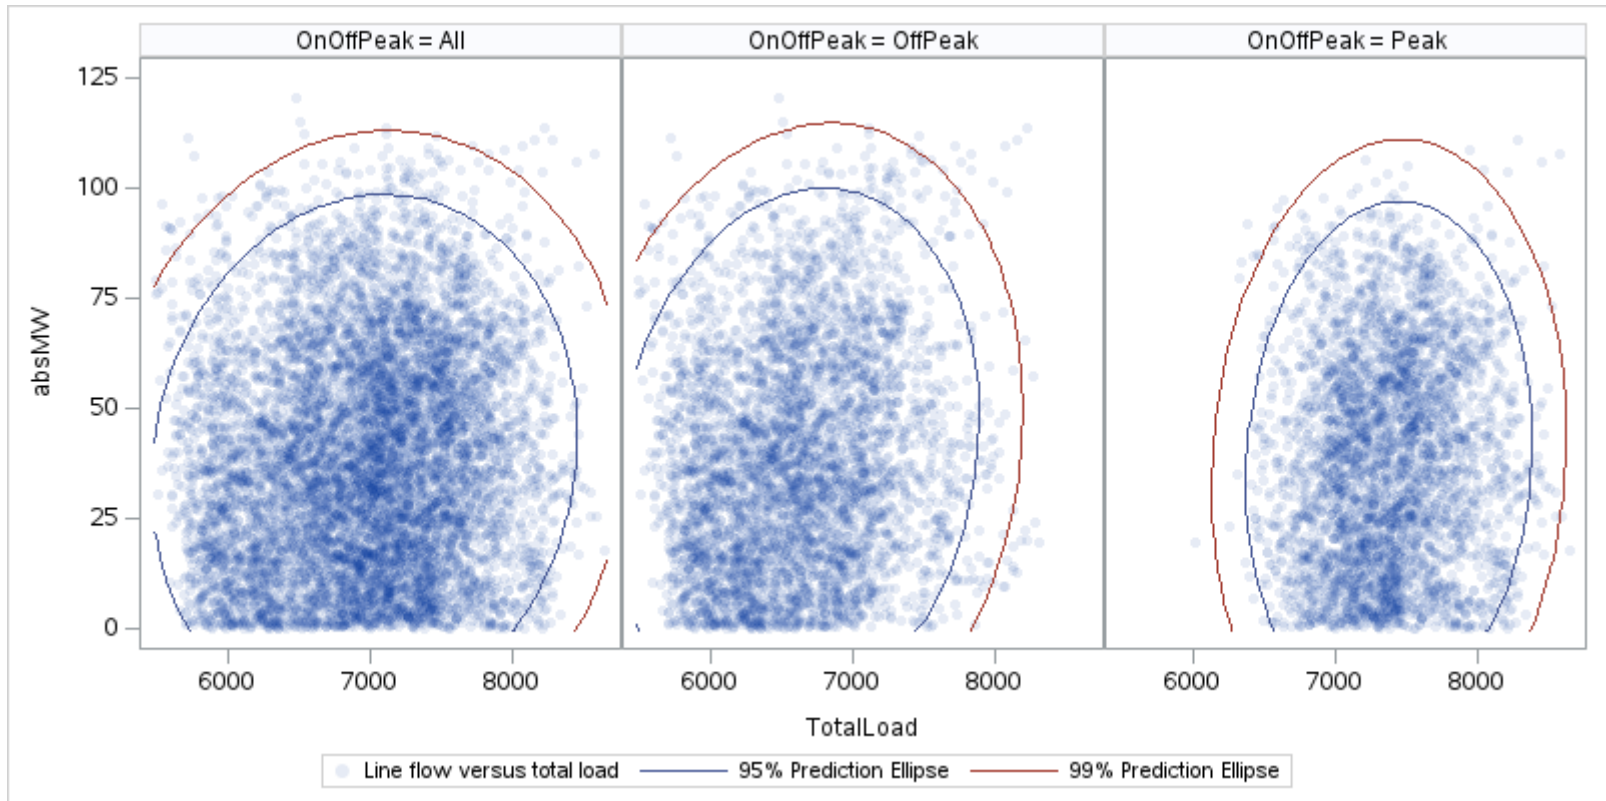 OnOffPeak = All
OnOffPeak = OffPeak
OnOffPeak = Peak
125
100
75
50
25
0
absMW
6000 7000 8000
6000 7000 8000
6000 7000 8000
TotalLoad
Line flow versus total load
95% Prediction Ellipse
99% Prediction Ellipse